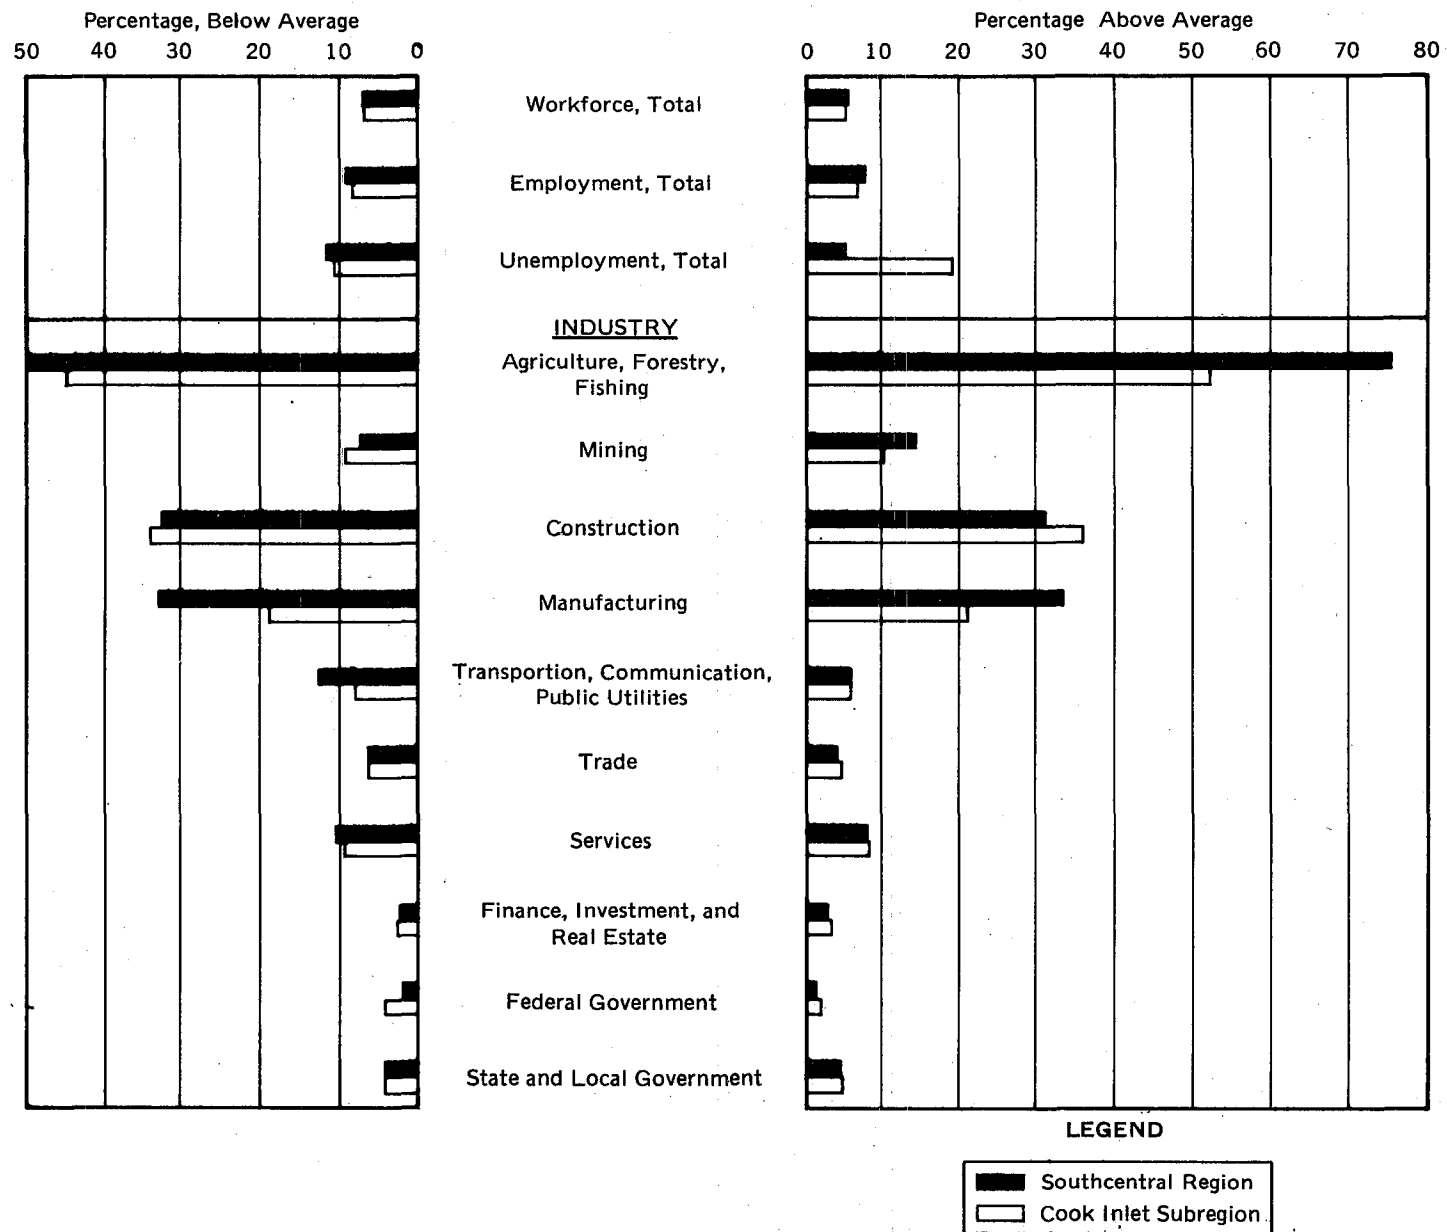 Percentage, Below Average
Percentage Above Average
50 40 30 20 10 0
0 10 20 30 40 50 60 70 80
Workforce, Total
Employment, Total
Unemployment, Total
INDUSTRY
Agriculture, Forestry,
Fishing
Mining
Construction
Manufacturing
Transportion, Communication,
Public Utilities
Trade
Services
Finance, Investment, and
Real Estate
Federal Government
State and Local Government
LEGEND
Southcentral Region
Cook Inlet Subregion